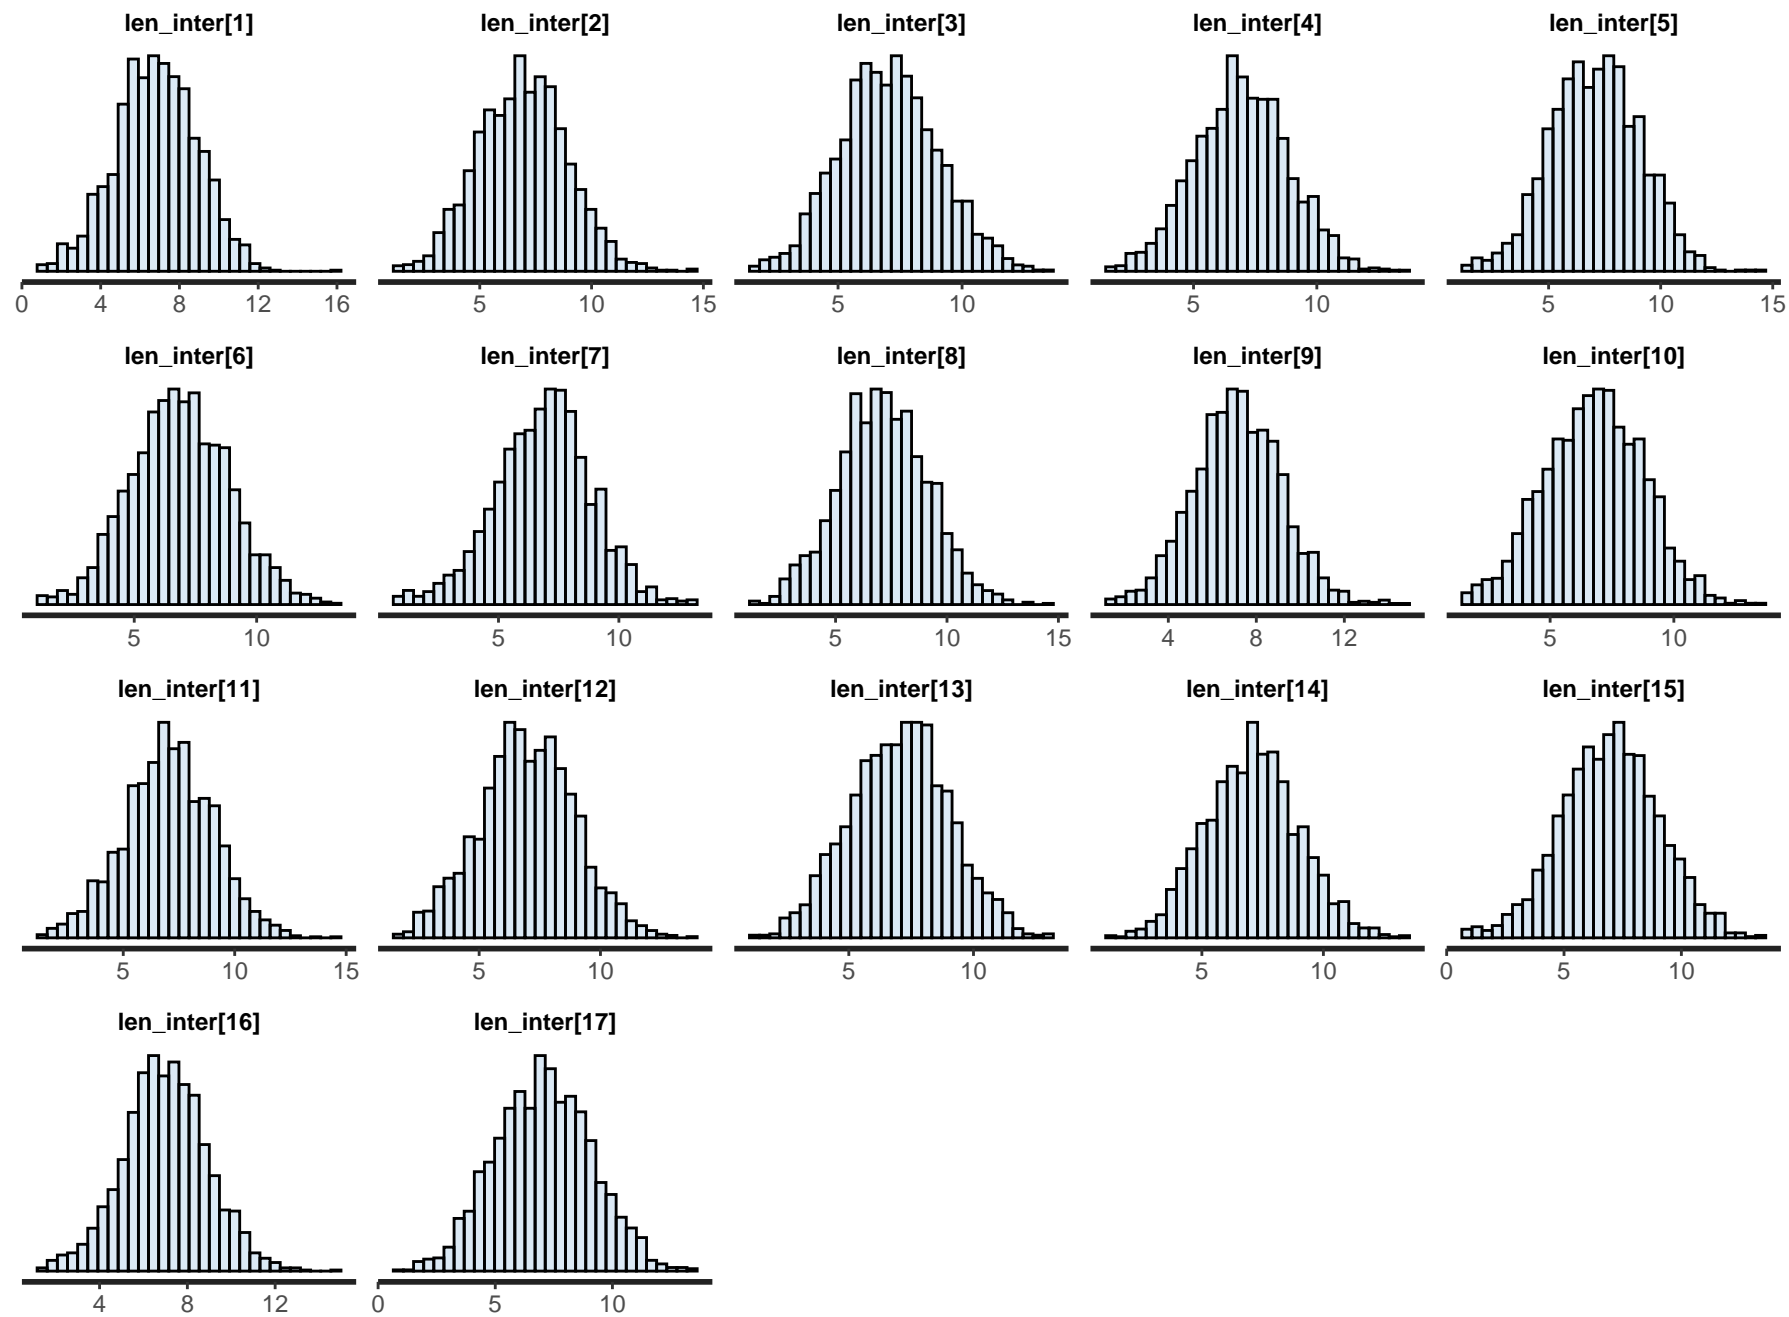 len_inter[1] len_inter[2] len_inter[3] len_inter[4] len_inter[5]
0 4 8 12 16 5 10 15 5 10 5 10 5 10 15
len_inter[6] len_inter[7] len_inter[8] len_inter[9] len_inter[10]
5 10 5 10 5 10 15 4 8 12 5 10
len_inter[11] len_inter[12] len_inter[13] len_inter[14] len_inter[15]
5 10 15 5 10 5 10 5 10 0 5 10
len_inter[16] len_inter[17]
4 8 12 0 5 10